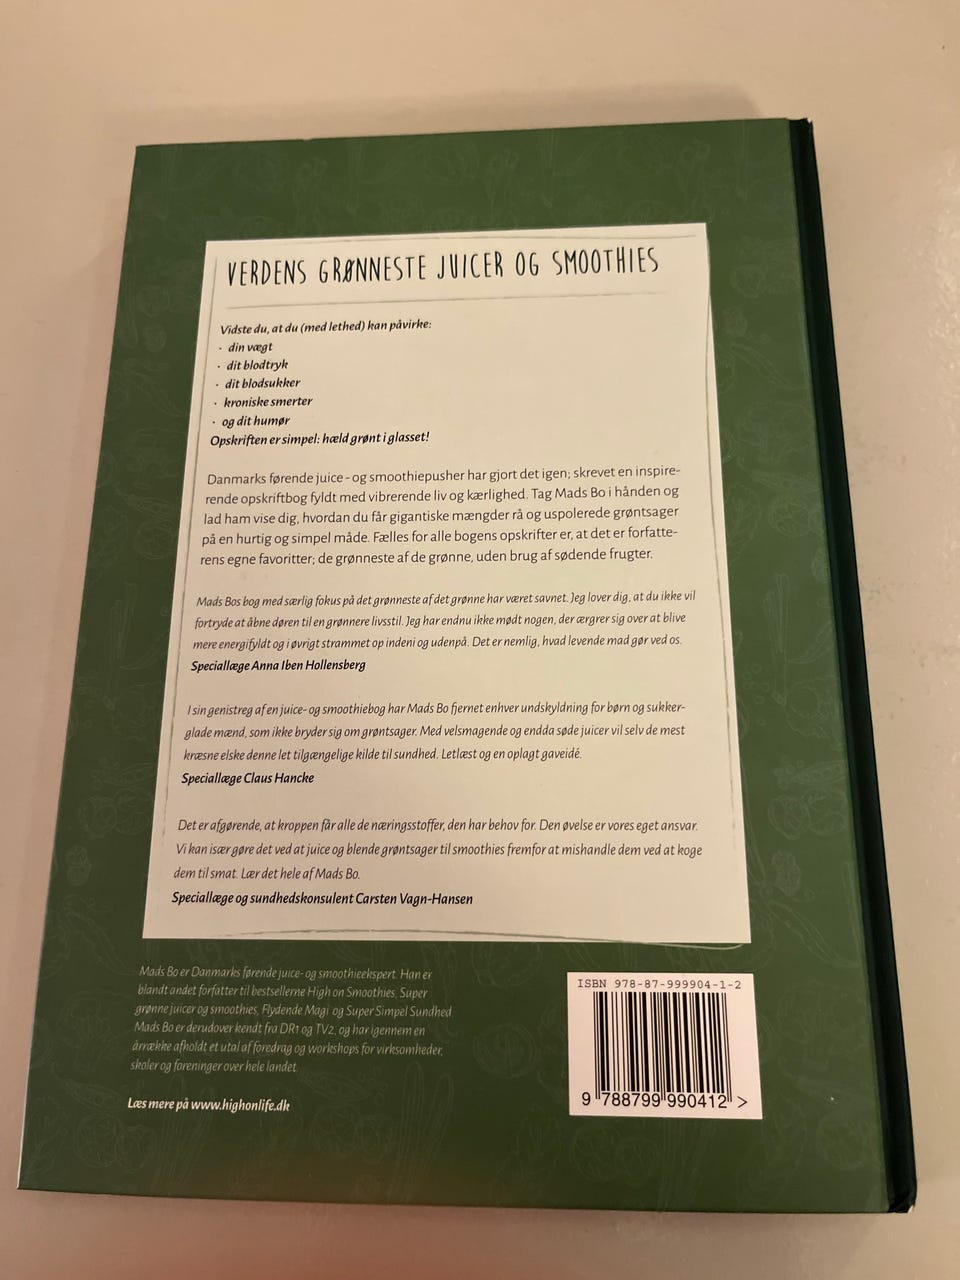 VERDENS GRØNNESTE JUICER OG SMOOTHIES
Vidste du, at du (med lethed) kan påvirke:
· din vægt
· dit blodtryk
· dit blodsukker
· kroniske smerter
· og dit humør
Opskriften er simpel: hæld grønt i glasset!
Danmarks førende juice- og smoothiepusher har gjort det igen; skrevet en inspire-
rende opskriftbog fyldt med vibrerende liv og kærlighed. Tag Mads Bo i hånden og
lad ham vise dig, hvordan du får gigantiske mængder rå og uspolerede grøntsager
på en hurtig og simpel måde. Fælles for alle bogens opskrifter er, at det er forfatte-
rens egne favoritter; de grønneste af de grønne, uden brug af sødende frugter.
Mads Bos bog med særlig fokus på det grønneste af det grønne har været savnet. Jeg lover dig, at du ikke vil
fortryde at åbne døren til en grønnere livsstil. Jeg har endnu ikke mødt nogen, der ærgrer sig over at blive
mere energifyldt og i øvrigt strammet op indeni og udenpå. Det er nemlig, hvad levende mad gør ved os.
Speciallæge Anna Iben Hollensberg
I sin genistreg af en juice- og smoothiebog har Mads Bo fjernet enhver undskyldning for børn og sukker-
glade mænd, som ikke bryder sig om grøntsager. Med velsmagende og endda søde juicer vil selv de mest
kræsne elske denne let tilgængelige kilde til sundhed. Letlæst og en oplagt gaveidé.
Speciallæge Claus Hancke
Det er afgørende, at kroppen får alle de næringsstoffer, den har behov for. Den øvelse er vores eget ansvar.
Vi kan især gøre det ved at juice og blende grøntsager til smoothies fremfor at mishandle dem ved at koge
dem til smat. Lær det hele af Mads Bo.
Speciallæge og sundhedskonsulent Carsten Vagn-Hansen
Mads Bo er Danmarks førende juice- og smoothieekspert. Han er
blandt andet forfatter til bestsellerne High on Smoothies, Super
grønne juicer og smoothies, Flydende Magi og Super Simpel Sundhed.
Mads Bo er derudover kendt fra DR1 og TV2, og har igennem en
årrække afholdt et utal af foredrag og workshops for virksomheder,
skoler og foreninger over hele landet.
Læs mere på www.highonlife.dk
ISBN 978-87-999904-1-2
9 788799 990412 >